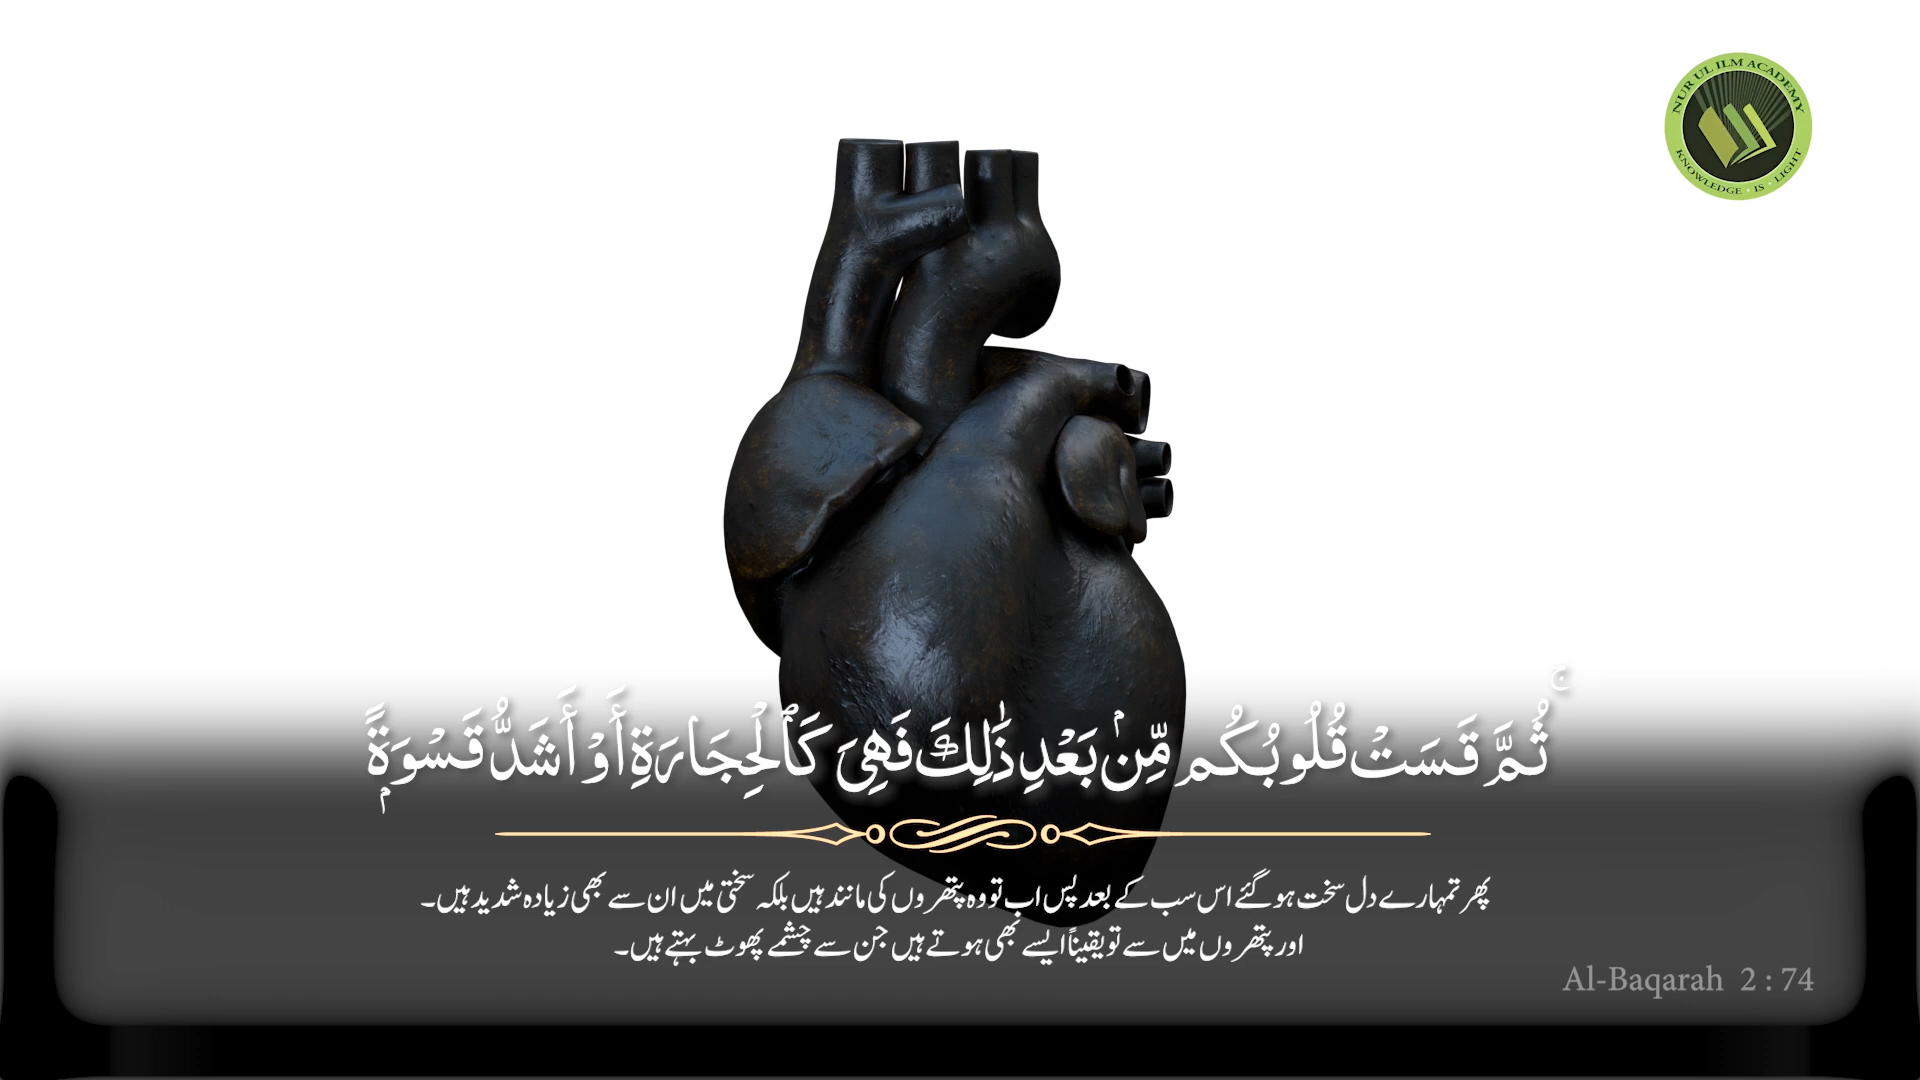 NUR UL ILM ACADEMY
KNOWLEDGE • IS • LIGHT
ثُمَّ قَسَتْ قُلُوبُكُم مِّنۢ بَعْدِ ذَٰلِكَ فَهِىَ كَٱلْحِجَارَةِ أَوْ أَشَدُّ قَسْوَةًۭ ۚ
پھر تمہارے دل سخت ہو گئے اس سب کے بعد پس اب تو وہ پتھروں کی مانند ہیں بلکہ سختی میں ان سے بھی زیادہ شدید ہیں۔
اور پتھروں میں سے تو یقیناً ایسے بھی ہوتے ہیں جن سے چشمے پھوٹ بہتے ہیں۔
Al-Baqarah 2 : 74